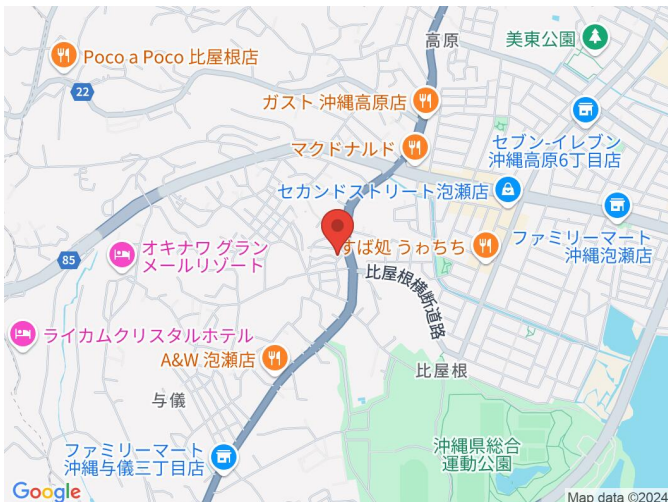 高原
美東公園
Poco a Poco 比屋根店
22
ガスト 沖縄高原店
マクドナルド
セブン-イレブン
沖縄高原6丁目店
セカンドストリート泡瀬店
すば処 うゎちち
ファミリーマート
沖縄泡瀬店
オキナワ グラン
メールリゾート
85
比屋根横断道路
ライカムクリスタルホテル
A&W 泡瀬店
比屋根
与儀
ファミリーマート
沖縄与儀三丁目店
沖縄県総合
運動公園
Google
Map data ©2024